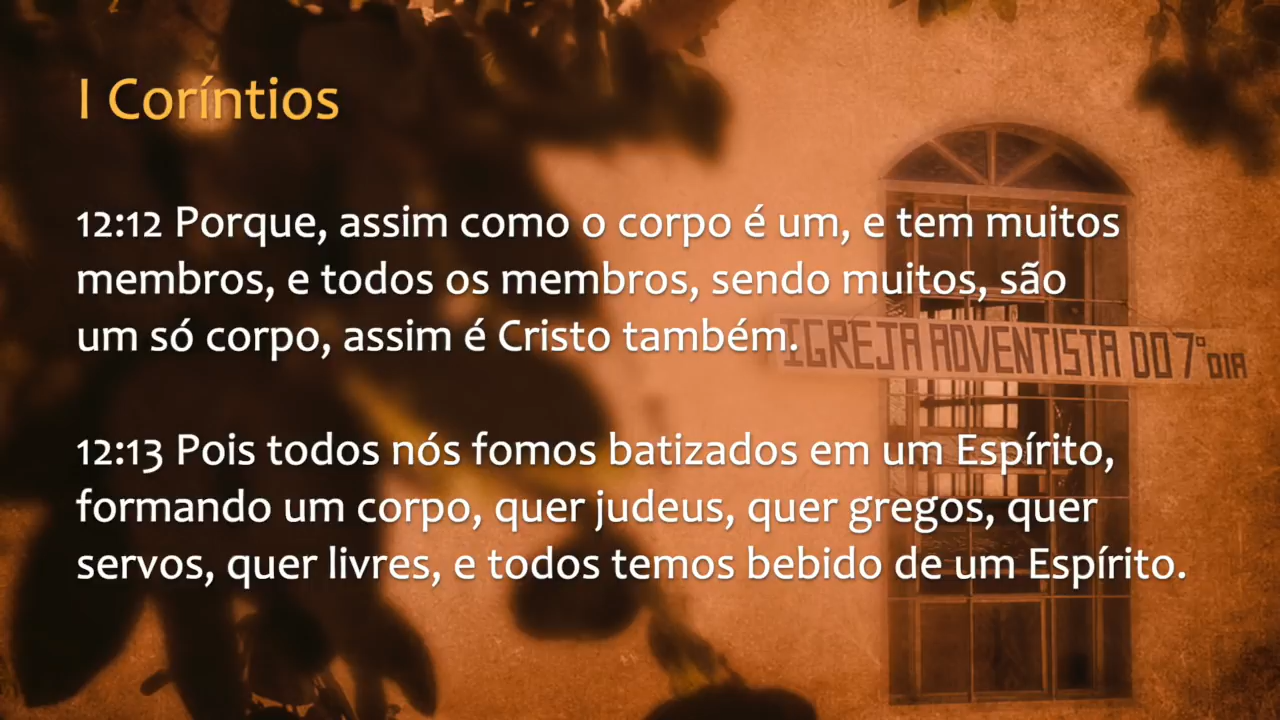 I Coríntios
12:12 Porque, assim como o corpo é um, e tem muitos
membros, e todos os membros, sendo muitos, são
um só corpo, assim é Cristo também.
IGREJA ADVENTISTA DO 7° DIA
12:13 Pois todos nós fomos batizados em um Espírito,
formando um corpo, quer judeus, quer gregos, quer
servos, quer livres, e todos temos bebido de um Espírito.